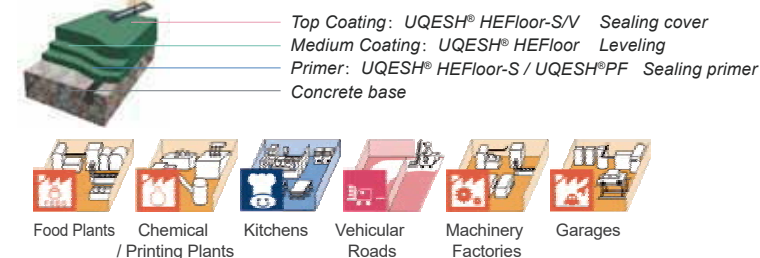 Top Coating: UQESH® HEFloor-S/V Sealing cover
Medium Coating: UQESH® HEFloor Leveling
Primer: UQESH® HEFloor-S / UQESH®PF Sealing primer
Concrete base
Food Plants
Chemical
/ Printing Plants
Kitchens
Vehicular
Roads
Machinery
Factories
Garages